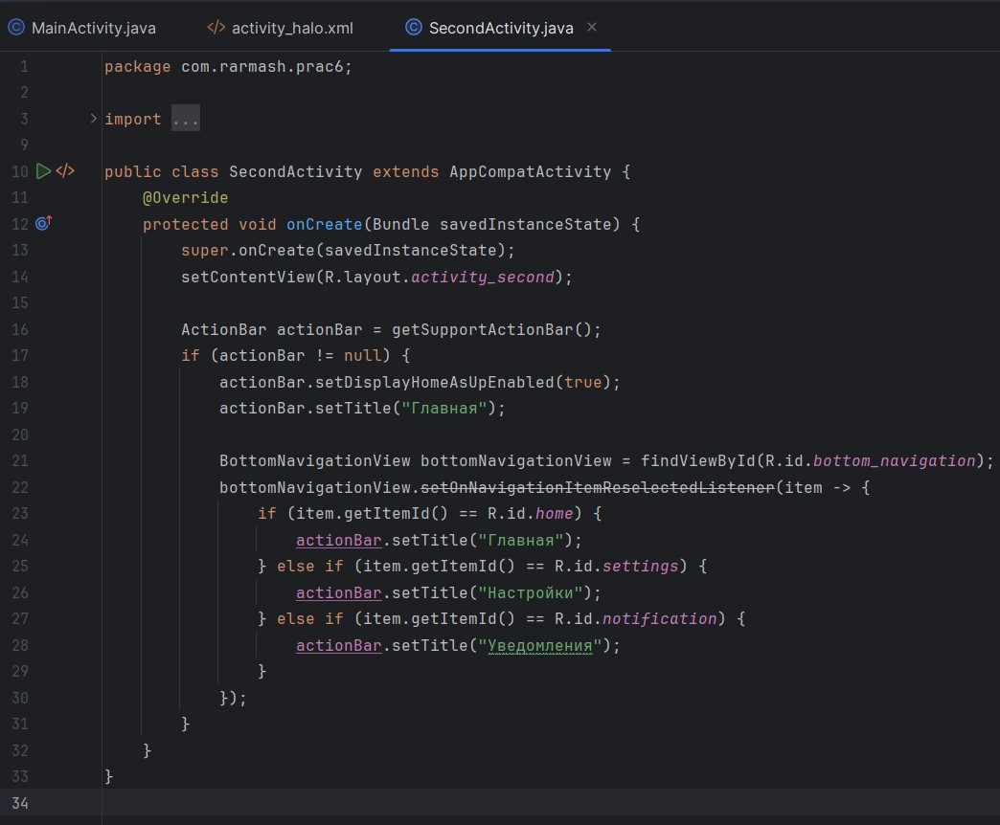 MainActivity.java activity_halo.xml SecondActivity.java
1 package com.rarmash.prac6;
2
3 import ...
9
10 public class SecondActivity extends AppCompatActivity {
11 @Override
12 protected void onCreate(Bundle savedInstanceState) {
13 super.onCreate(savedInstanceState);
14 setContentView(R.layout.activity_second);
15
16 ActionBar actionBar = getSupportActionBar();
17 if (actionBar != null) {
18 actionBar.setDisplayHomeAsUpEnabled(true);
19 actionBar.setTitle("Главная");
20
21 BottomNavigationView bottomNavigationView = findViewById(R.id.bottom_navigation);
22 bottomNavigationView.setOnNavigationItemReselectedListener(item -> {
23 if (item.getItemId() == R.id.home) {
24 actionBar.setTitle("Главная");
25 } else if (item.getItemId() == R.id.settings) {
26 actionBar.setTitle("Настройки");
27 } else if (item.getItemId() == R.id.notification) {
28 actionBar.setTitle("Уведомления");
29 }
30 });
31 }
32 }
33 }
34